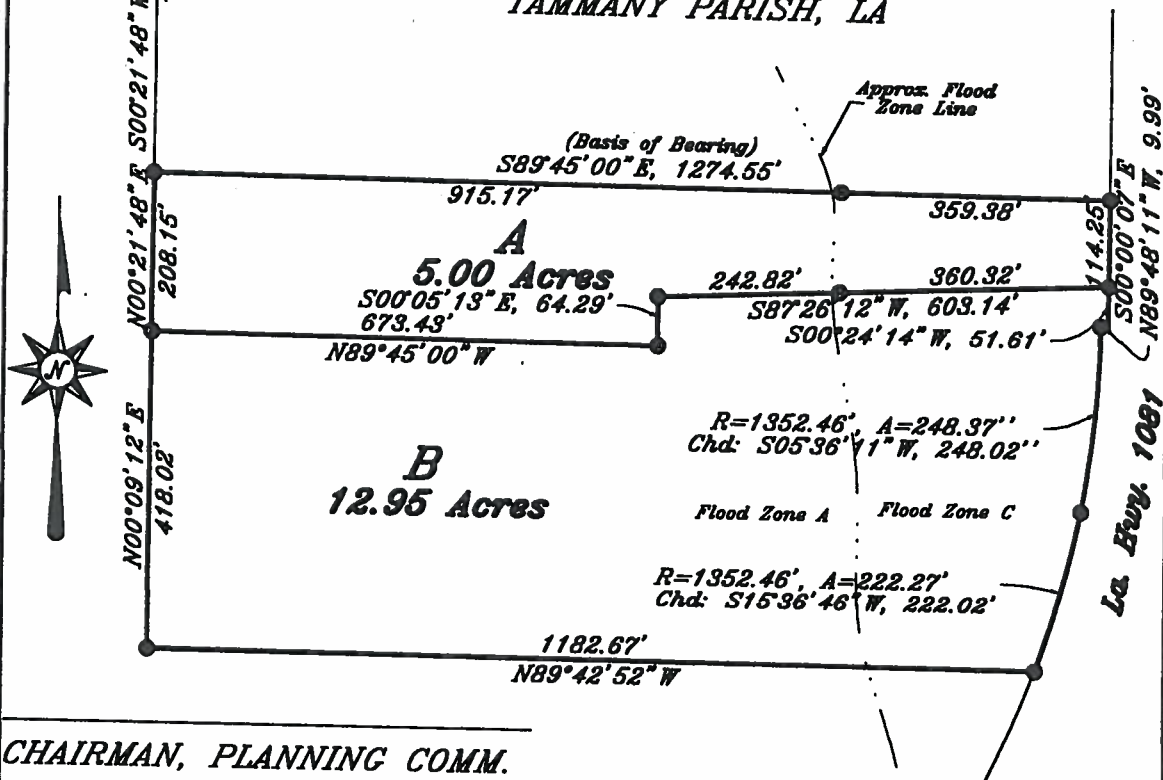 TAMMANY PARISH, LA
S00°21'48"W
Approx. Flood
Zone Line
(Basis of Bearing)
S89°45'00"E, 1274.55'
915.17'
359.38'
N00°21'48"E
208.15'
A
5.00 Acres
114.25'
S00°00'07"E
N89°48'11"W, 9.99'
242.82'
360.32'
S00°05'13"E, 64.29'
S87°26'12"W, 603.14'
673.43'
S00°24'14"W, 51.61'
N89°45'00"W
N
N00°09'12"E
418.02'
R=1352.46', A=248.37''
Chd: S05°36'11"W, 248.02''
La. Hwy. 1081
B
12.95 Acres
Flood Zone A
Flood Zone C
R=1352.46', A=222.27'
Chd: S15°36'46"W, 222.02'
1182.67'
N89°42'52"W
CHAIRMAN, PLANNING COMM.